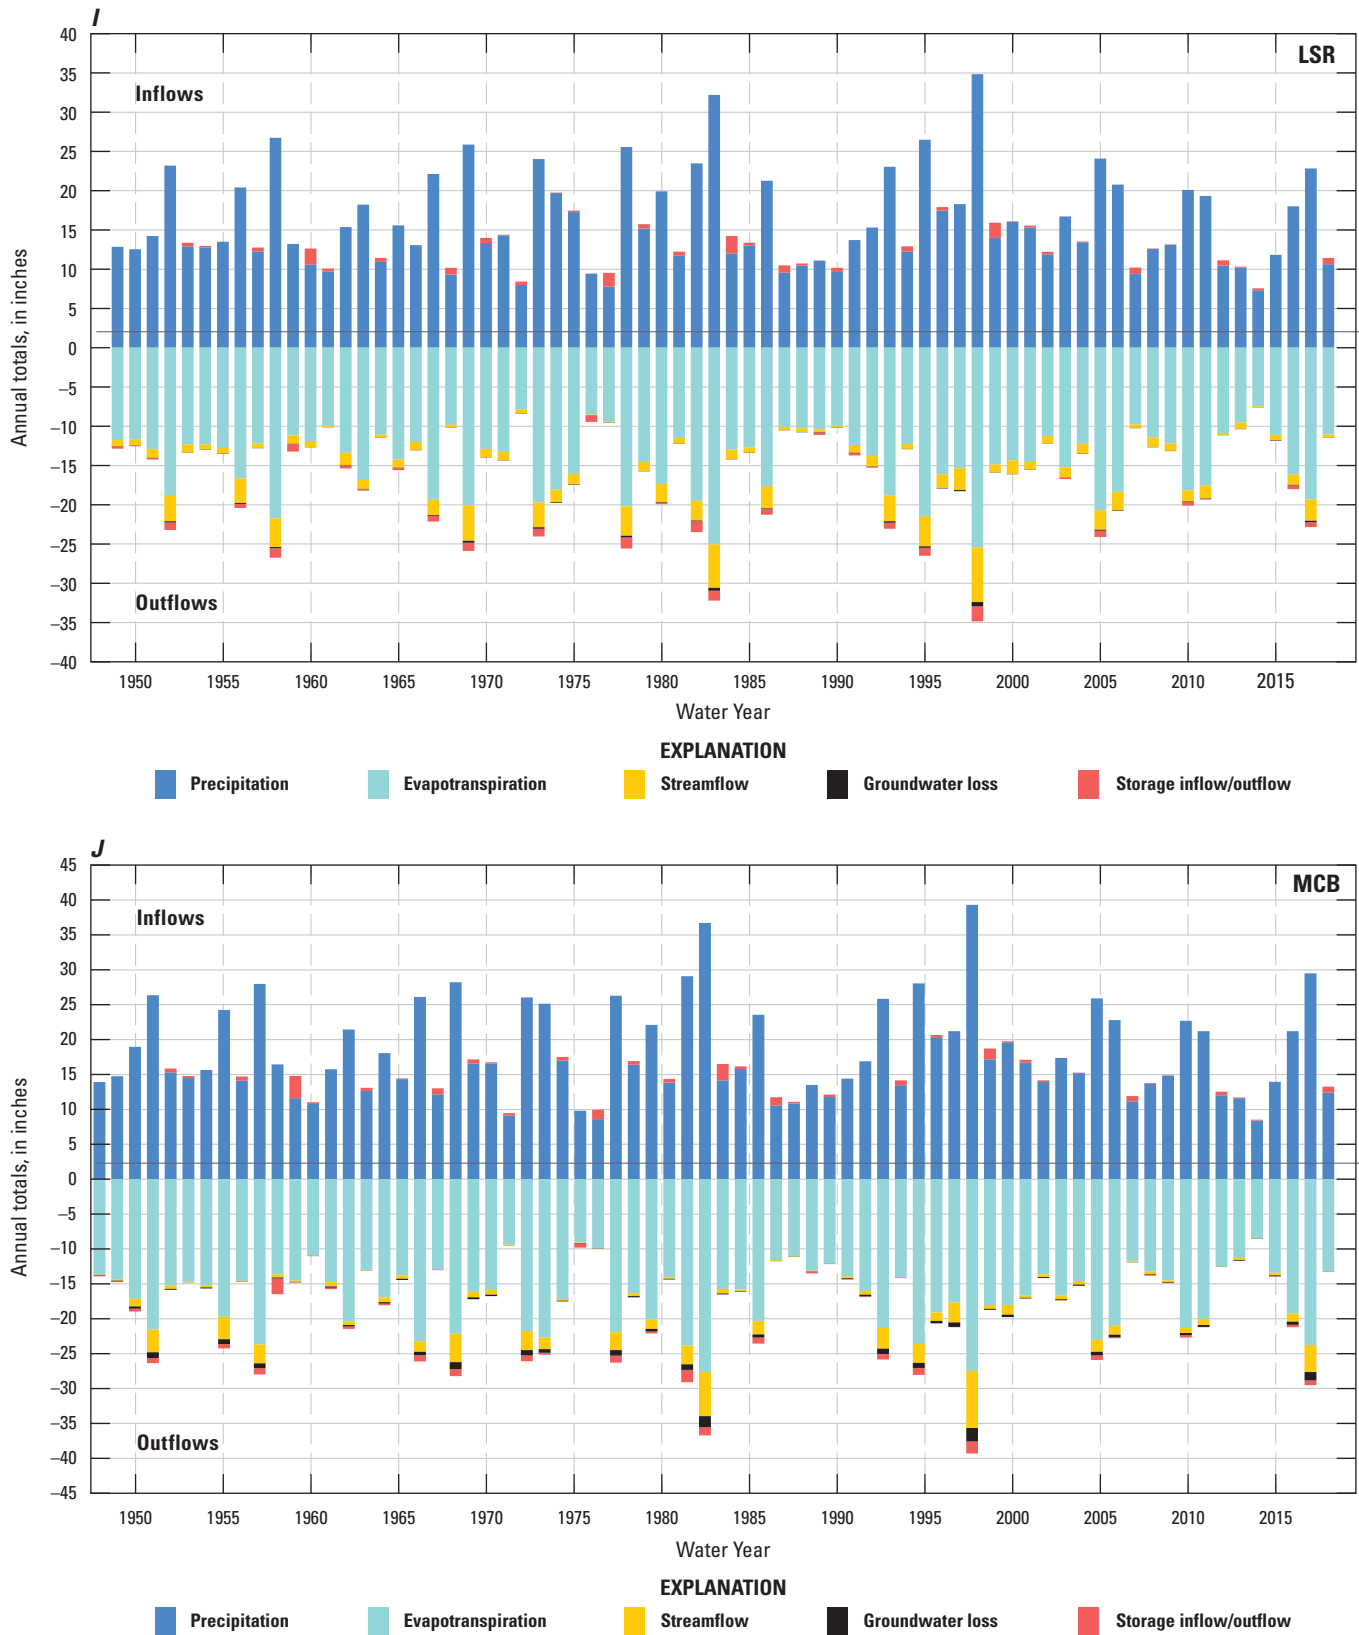 I
LSR
40
35
30
25
20
15
10
5
0
–5
–10
–15
–20
–25
–30
–35
–40
Annual totals, in inches
Inflows
Outflows
1950 1955 1960 1965 1970 1975 1980 1985 1990 1995 2000 2005 2010 2015
Water Year
EXPLANATION
Precipitation Evapotranspiration Streamflow Groundwater loss Storage inflow/outflow
J
MCB
45
40
35
30
25
20
15
10
5
0
–5
–10
–15
–20
–25
–30
–35
–40
–45
Annual totals, in inches
Inflows
Outflows
1950 1955 1960 1965 1970 1975 1980 1985 1990 1995 2000 2005 2010 2015
Water Year
EXPLANATION
Precipitation Evapotranspiration Streamflow Groundwater loss Storage inflow/outflow